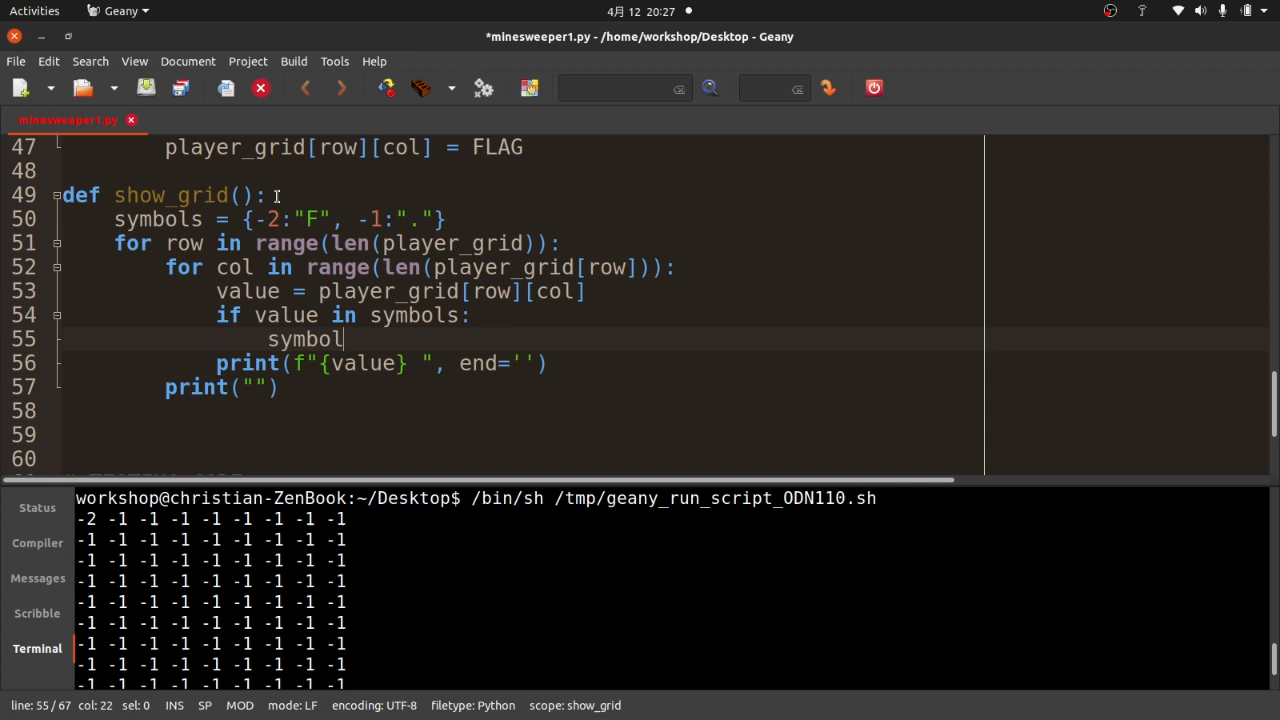 Activities Geany 4月 12 20:27
*minesweeper1.py - /home/workshop/Desktop - Geany
File Edit Search View Document Project Build Tools Help
minesweeper1.py
47 player_grid[row][col] = FLAG
48
49 def show_grid():
50 symbols = {-2:"F", -1:"."}
51 for row in range(len(player_grid)):
52 for col in range(len(player_grid[row])):
53 value = player_grid[row][col]
54 if value in symbols:
55 symbol
56 print(f"{value} ", end='')
57 print("")
58
59
60
Status
Compiler
Messages
Scribble
Terminal
workshop@christian-ZenBook:~/Desktop$ /bin/sh /tmp/geany_run_script_ODN110.sh
-2 -1 -1 -1 -1 -1 -1 -1 -1
-1 -1 -1 -1 -1 -1 -1 -1 -1
-1 -1 -1 -1 -1 -1 -1 -1 -1
-1 -1 -1 -1 -1 -1 -1 -1 -1
-1 -1 -1 -1 -1 -1 -1 -1 -1
-1 -1 -1 -1 -1 -1 -1 -1 -1
-1 -1 -1 -1 -1 -1 -1 -1 -1
-1 -1 -1 -1 -1 -1 -1 -1 -1
-1 -1 -1 -1 -1 -1 -1 -1 -1
line: 55 / 67 col: 22 sel: 0 INS SP MOD mode: LF encoding: UTF-8 filetype: Python scope: show_grid